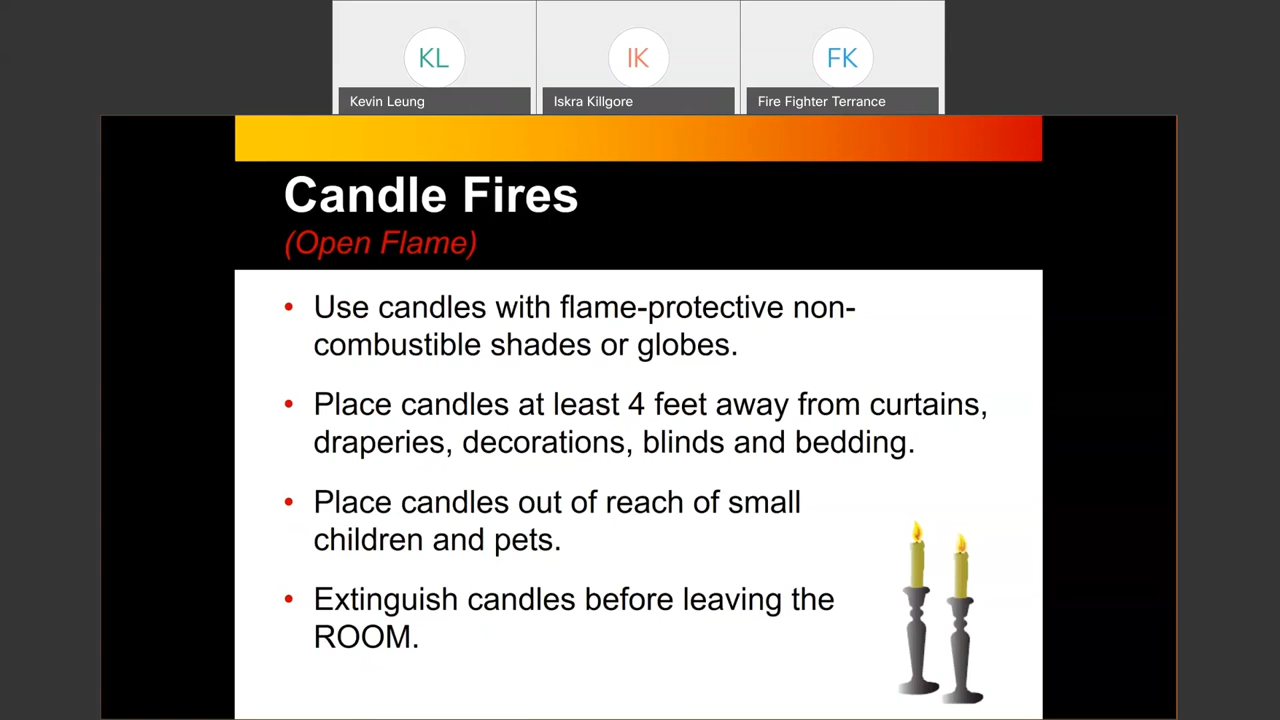 KL
IK
FK
Kevin Leung
Iskra Killgore
Fire Fighter Terrance
Candle Fires
(Open Flame)
• Use candles with flame-protective non-
combustible shades or globes.
• Place candles at least 4 feet away from curtains,
draperies, decorations, blinds and bedding.
• Place candles out of reach of small
children and pets.
• Extinguish candles before leaving the
ROOM.